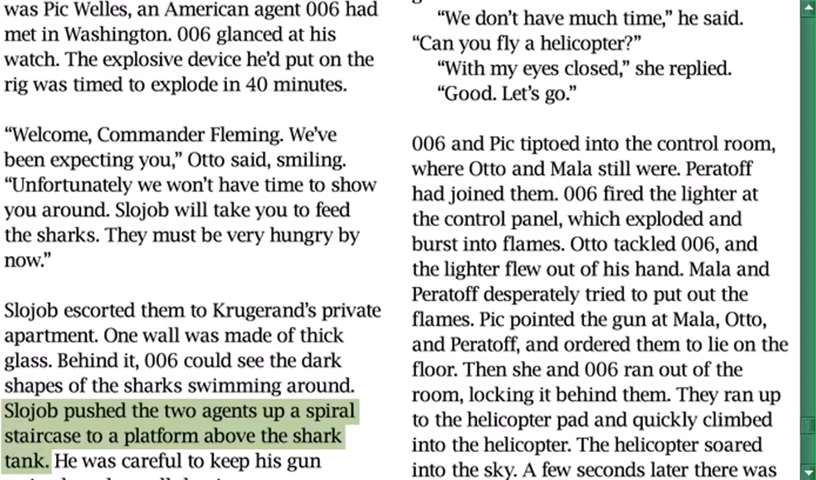 was Pic Welles, an American agent 006 had
met in Washington. 006 glanced at his
watch. The explosive device he’d put on the
rig was timed to explode in 40 minutes.
“Welcome, Commander Fleming. We’ve
been expecting you,” Otto said, smiling.
“Unfortunately we won’t have time to show
you around. Slojob will take you to feed
the sharks. They must be very hungry by
now.”
Slojob escorted them to Krugerand’s private
apartment. One wall was made of thick
glass. Behind it, 006 could see the dark
shapes of the sharks swimming around.
Slojob pushed the two agents up a spiral
staircase to a platform above the shark
tank. He was careful to keep his gun
“We don’t have much time,” he said.
“Can you fly a helicopter?”
“With my eyes closed,” she replied.
“Good. Let’s go.”
006 and Pic tiptoed into the control room,
where Otto and Mala still were. Peratoff
had joined them. 006 fired the lighter at
the control panel, which exploded and
burst into flames. Otto tackled 006, and
the lighter flew out of his hand. Mala and
Peratoff desperately tried to put out the
flames. Pic pointed the gun at Mala, Otto,
and Peratoff, and ordered them to lie on the
floor. Then she and 006 ran out of the
room, locking it behind them. They ran up
to the helicopter pad and quickly climbed
into the helicopter. The helicopter soared
into the sky. A few seconds later there was